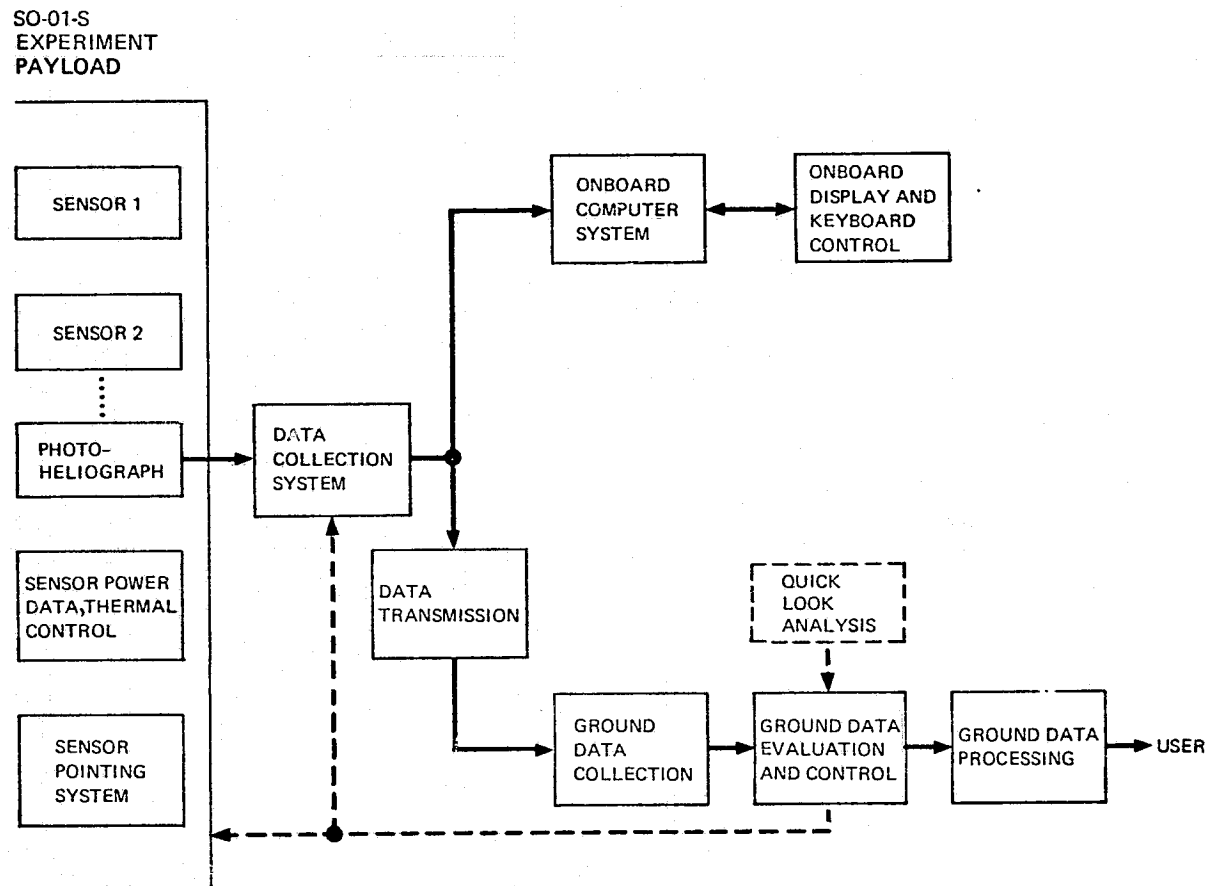 SO-01-S
EXPERIMENT
PAYLOAD
SENSOR 1
SENSOR 2
PHOTO-
HELIOGRAPH
SENSOR POWER
DATA,THERMAL
CONTROL
SENSOR
POINTING
SYSTEM
DATA
COLLECTION
SYSTEM
ONBOARD
COMPUTER
SYSTEM
ONBOARD
DISPLAY AND
KEYBOARD
CONTROL
DATA
TRANSMISSION
QUICK
LOOK
ANALYSIS
GROUND
DATA
COLLECTION
GROUND DATA
EVALUATION
AND CONTROL
GROUND DATA
PROCESSING
USER